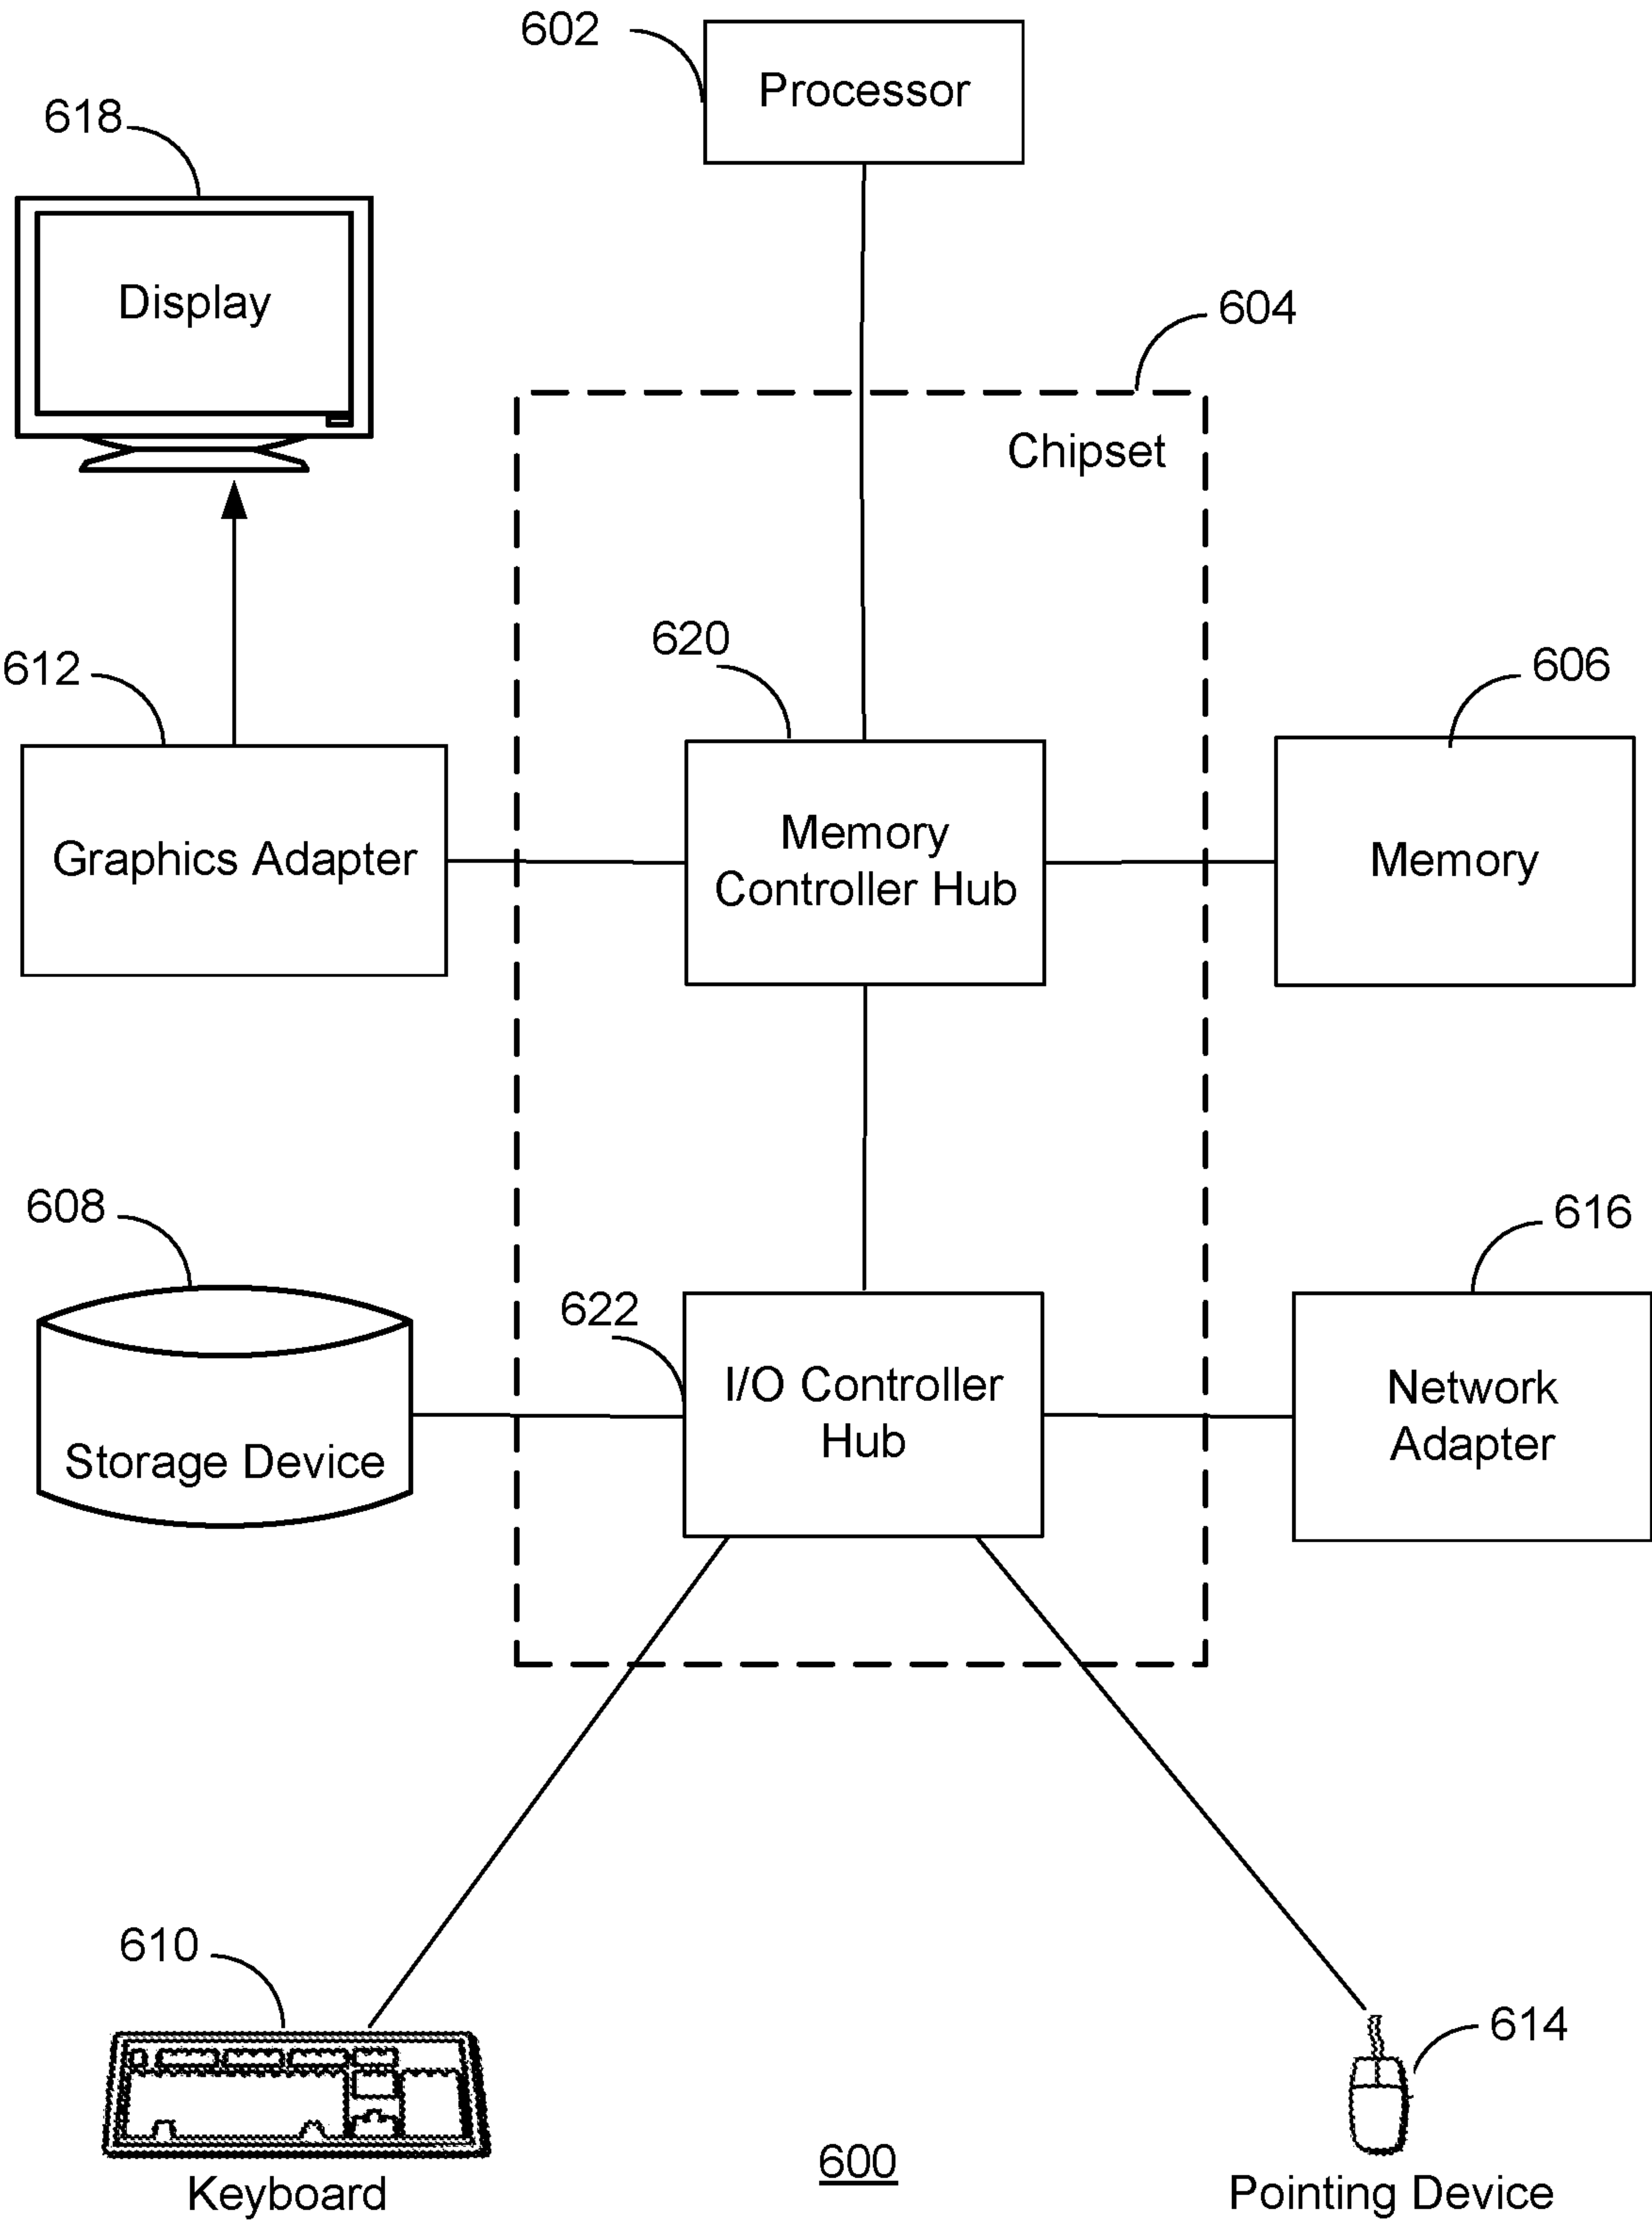 602
Processor
618
Display
604
Chipset
620
612
606
Memory
Controller Hub
Graphics Adapter
Memory
608
616
622
I/O Controller
Hub
Network
Adapter
Storage Device
610
614
600
Keyboard
Pointing Device